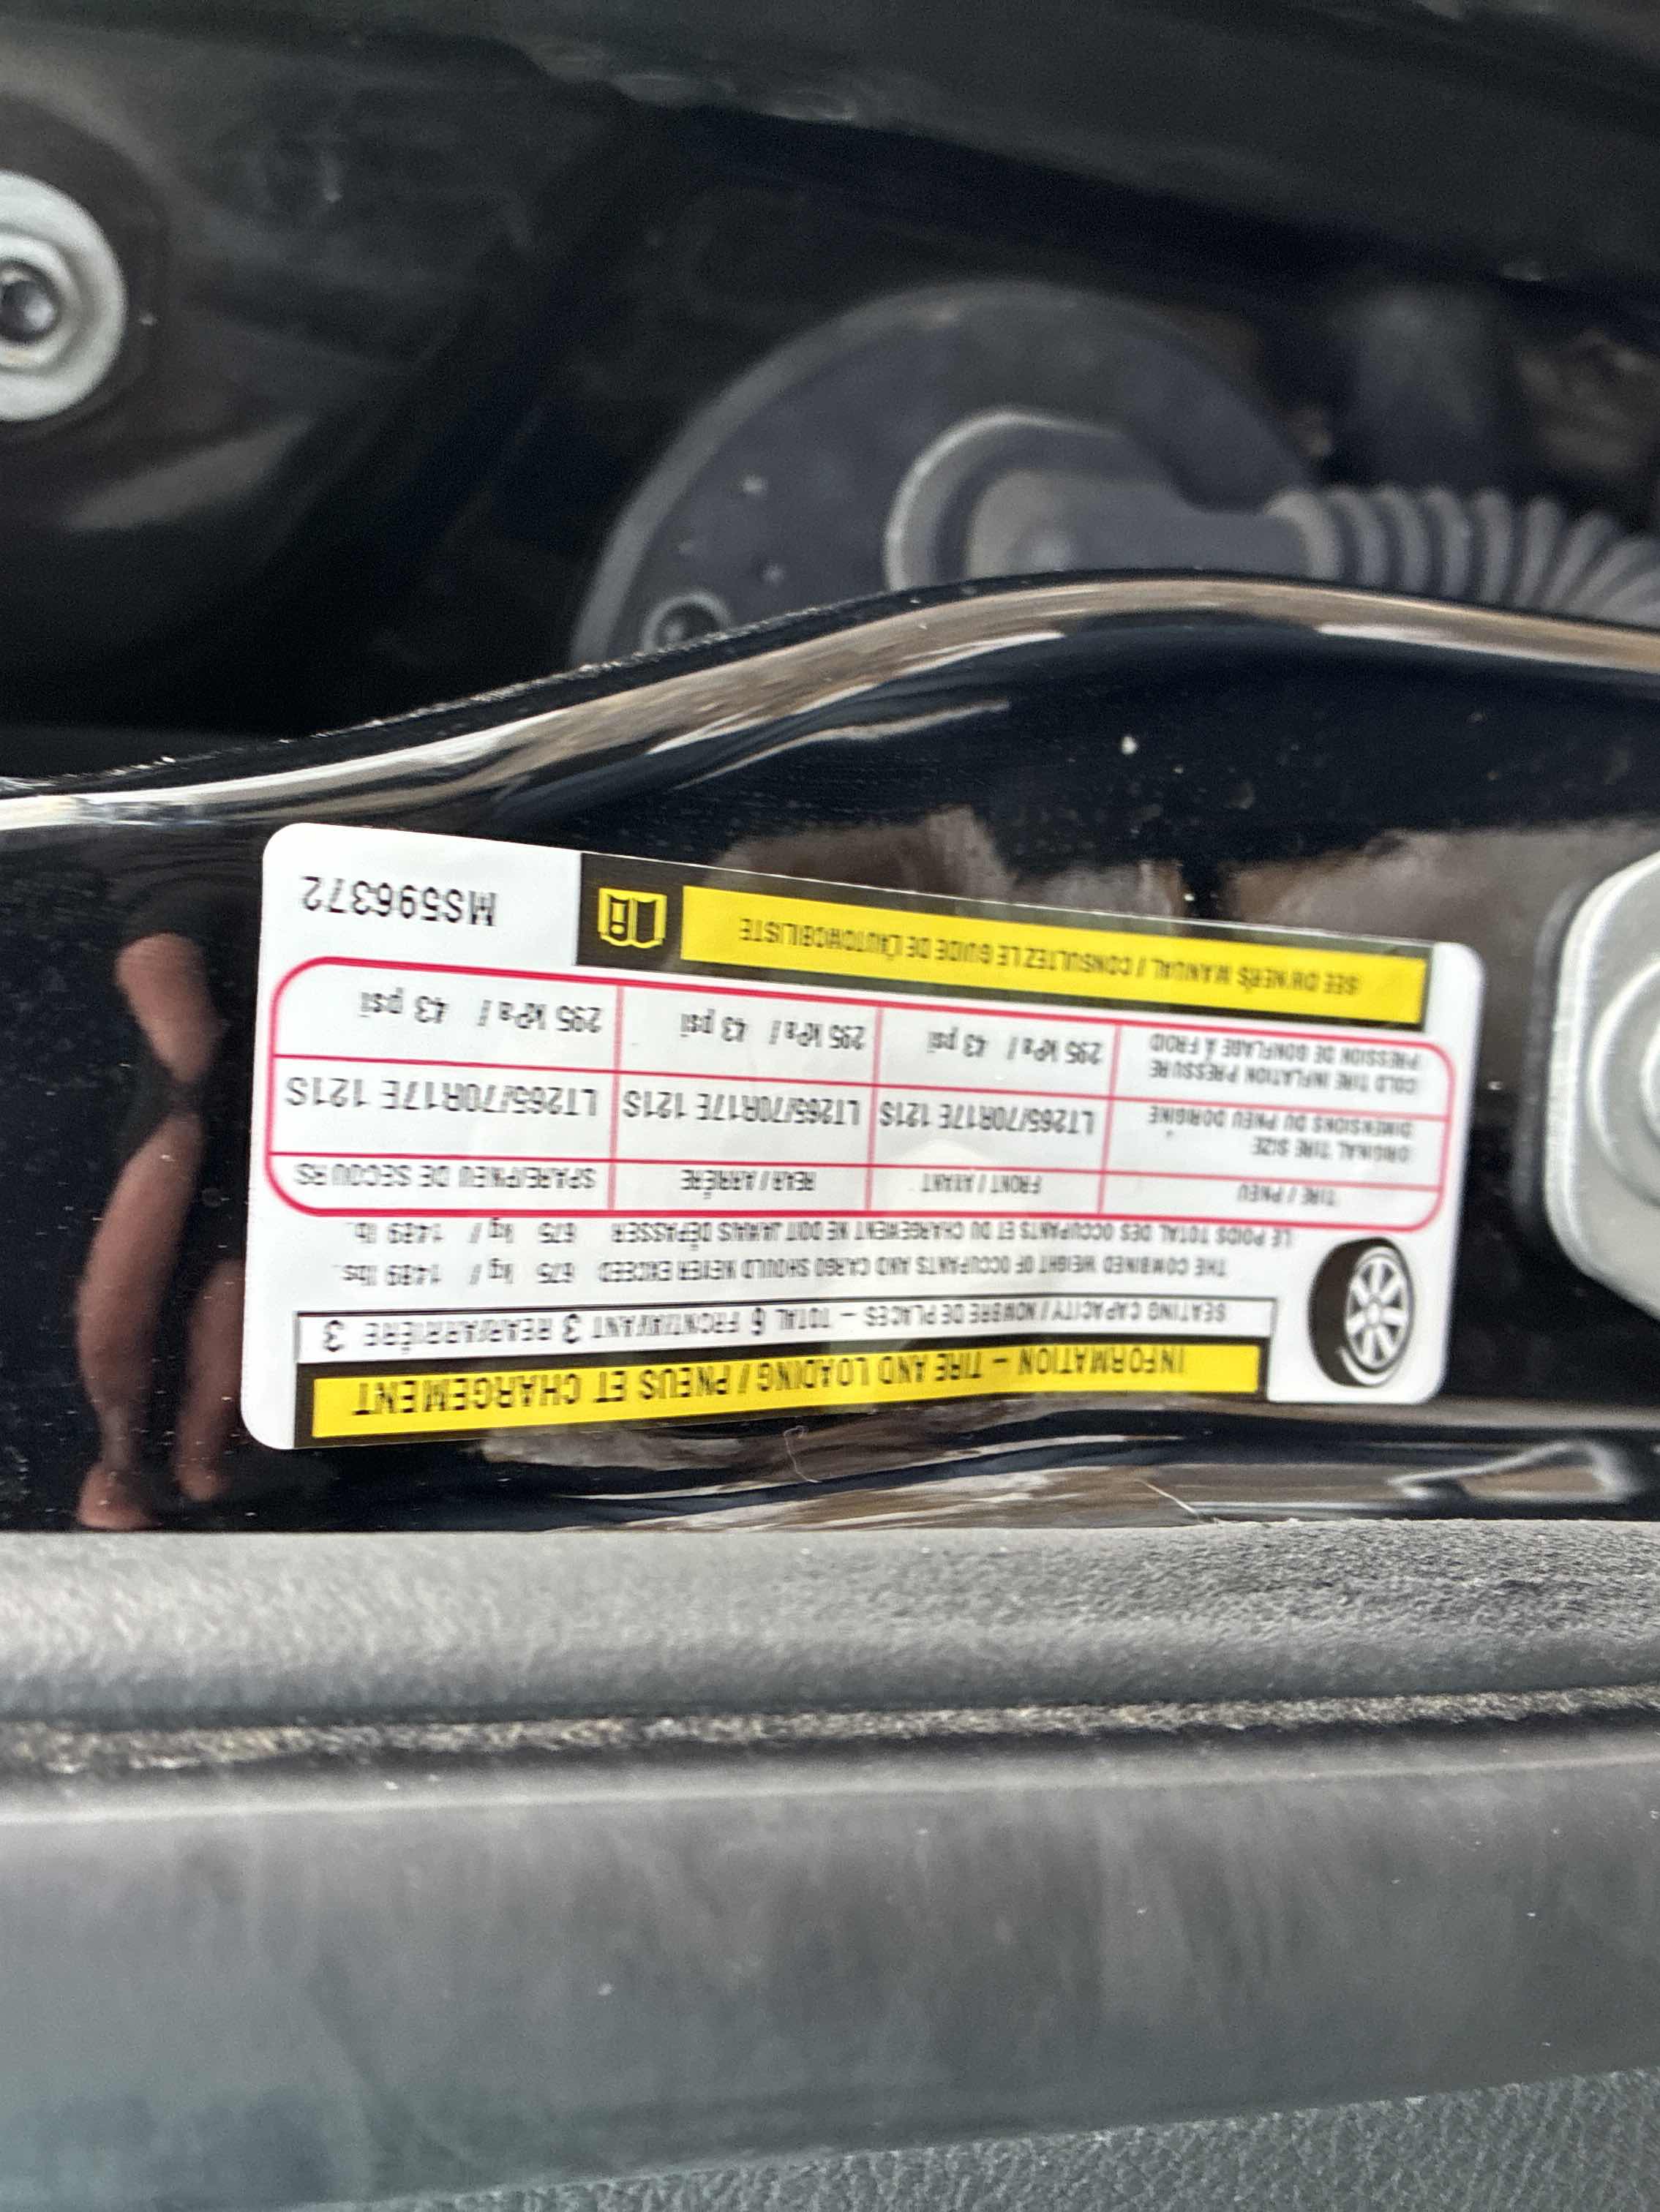 INFORMATION – TIRE AND LOADING / PNEUS ET CHARGEMENT
SEATING CAPACITY / NOMBRE DE PLACES – TOTAL 6 FRONT/AVANT 3 REAR/ARRIÈRE 3
THE COMBINED WEIGHT OF OCCUPANTS AND CARGO SHOULD NEVER EXCEED 675 kg / 1489 lbs.
LE POIDS TOTAL DES OCCUPANTS ET DU CHARGEMENT NE DOIT JAMAIS DÉPASSER 675 kg / 1489 lb.
TIRE / PNEU FRONT / AVANT REAR / ARRIÈRE SPARE/PNEU DE SECOURS
ORIGINAL TIRE SIZE
DIMENSIONS DU PNEU D'ORIGINE LT265/70R17E 121S LT265/70R17E 121S LT265/70R17E 121S
COLD TIRE INFLATION PRESSURE
PRESSION DE GONFLAGE À FROID 295 kPa / 43 psi 295 kPa / 43 psi 295 kPa / 43 psi
SEE OWNER'S MANUAL / CONSULTEZ LE GUIDE DE L'AUTOMOBILISTE
MS596372